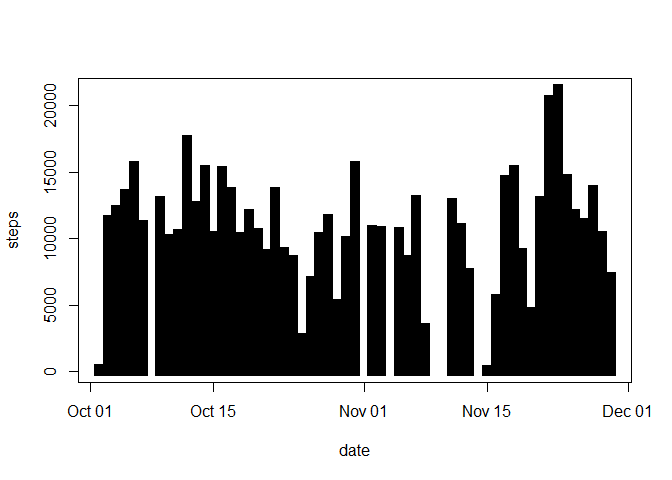 20000
15000
10000
5000
0
steps
Oct 01
Oct 15
Nov 01
Nov 15
Dec 01
date